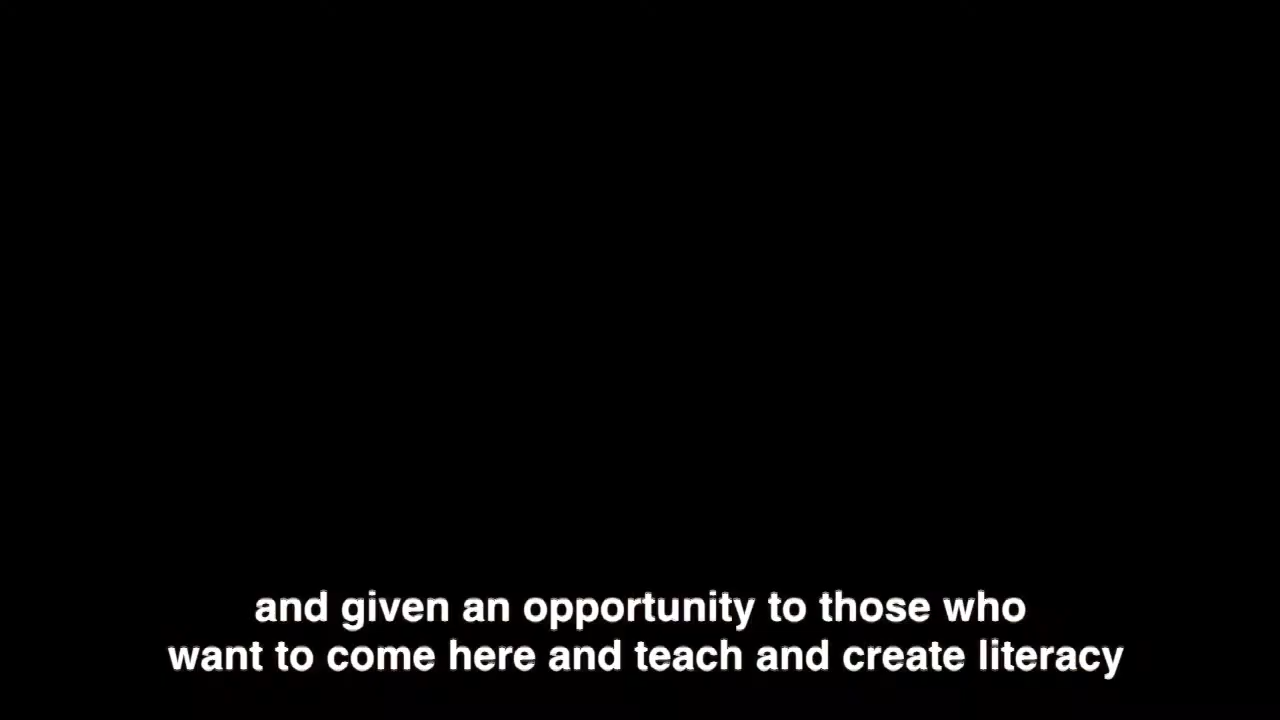 and given an opportunity to those who
want to come here and teach and create literacy